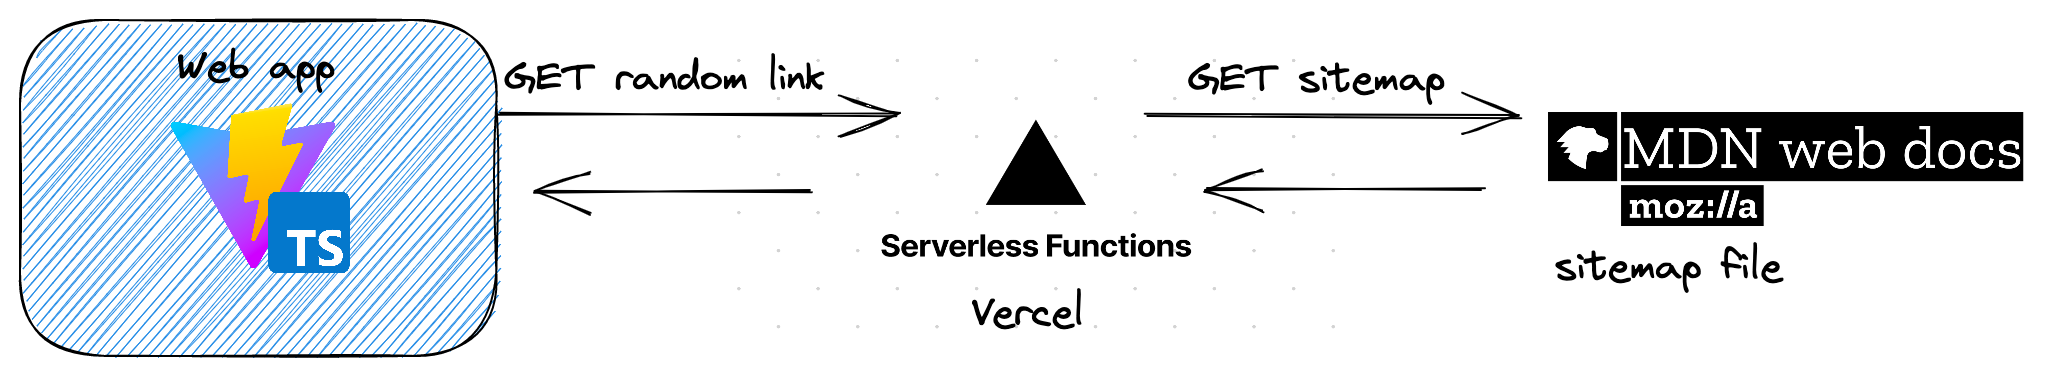 Web app
TS
GET random link
Serverless Functions
Vercel
GET sitemap
MDN web docs
moz://a
sitemap file